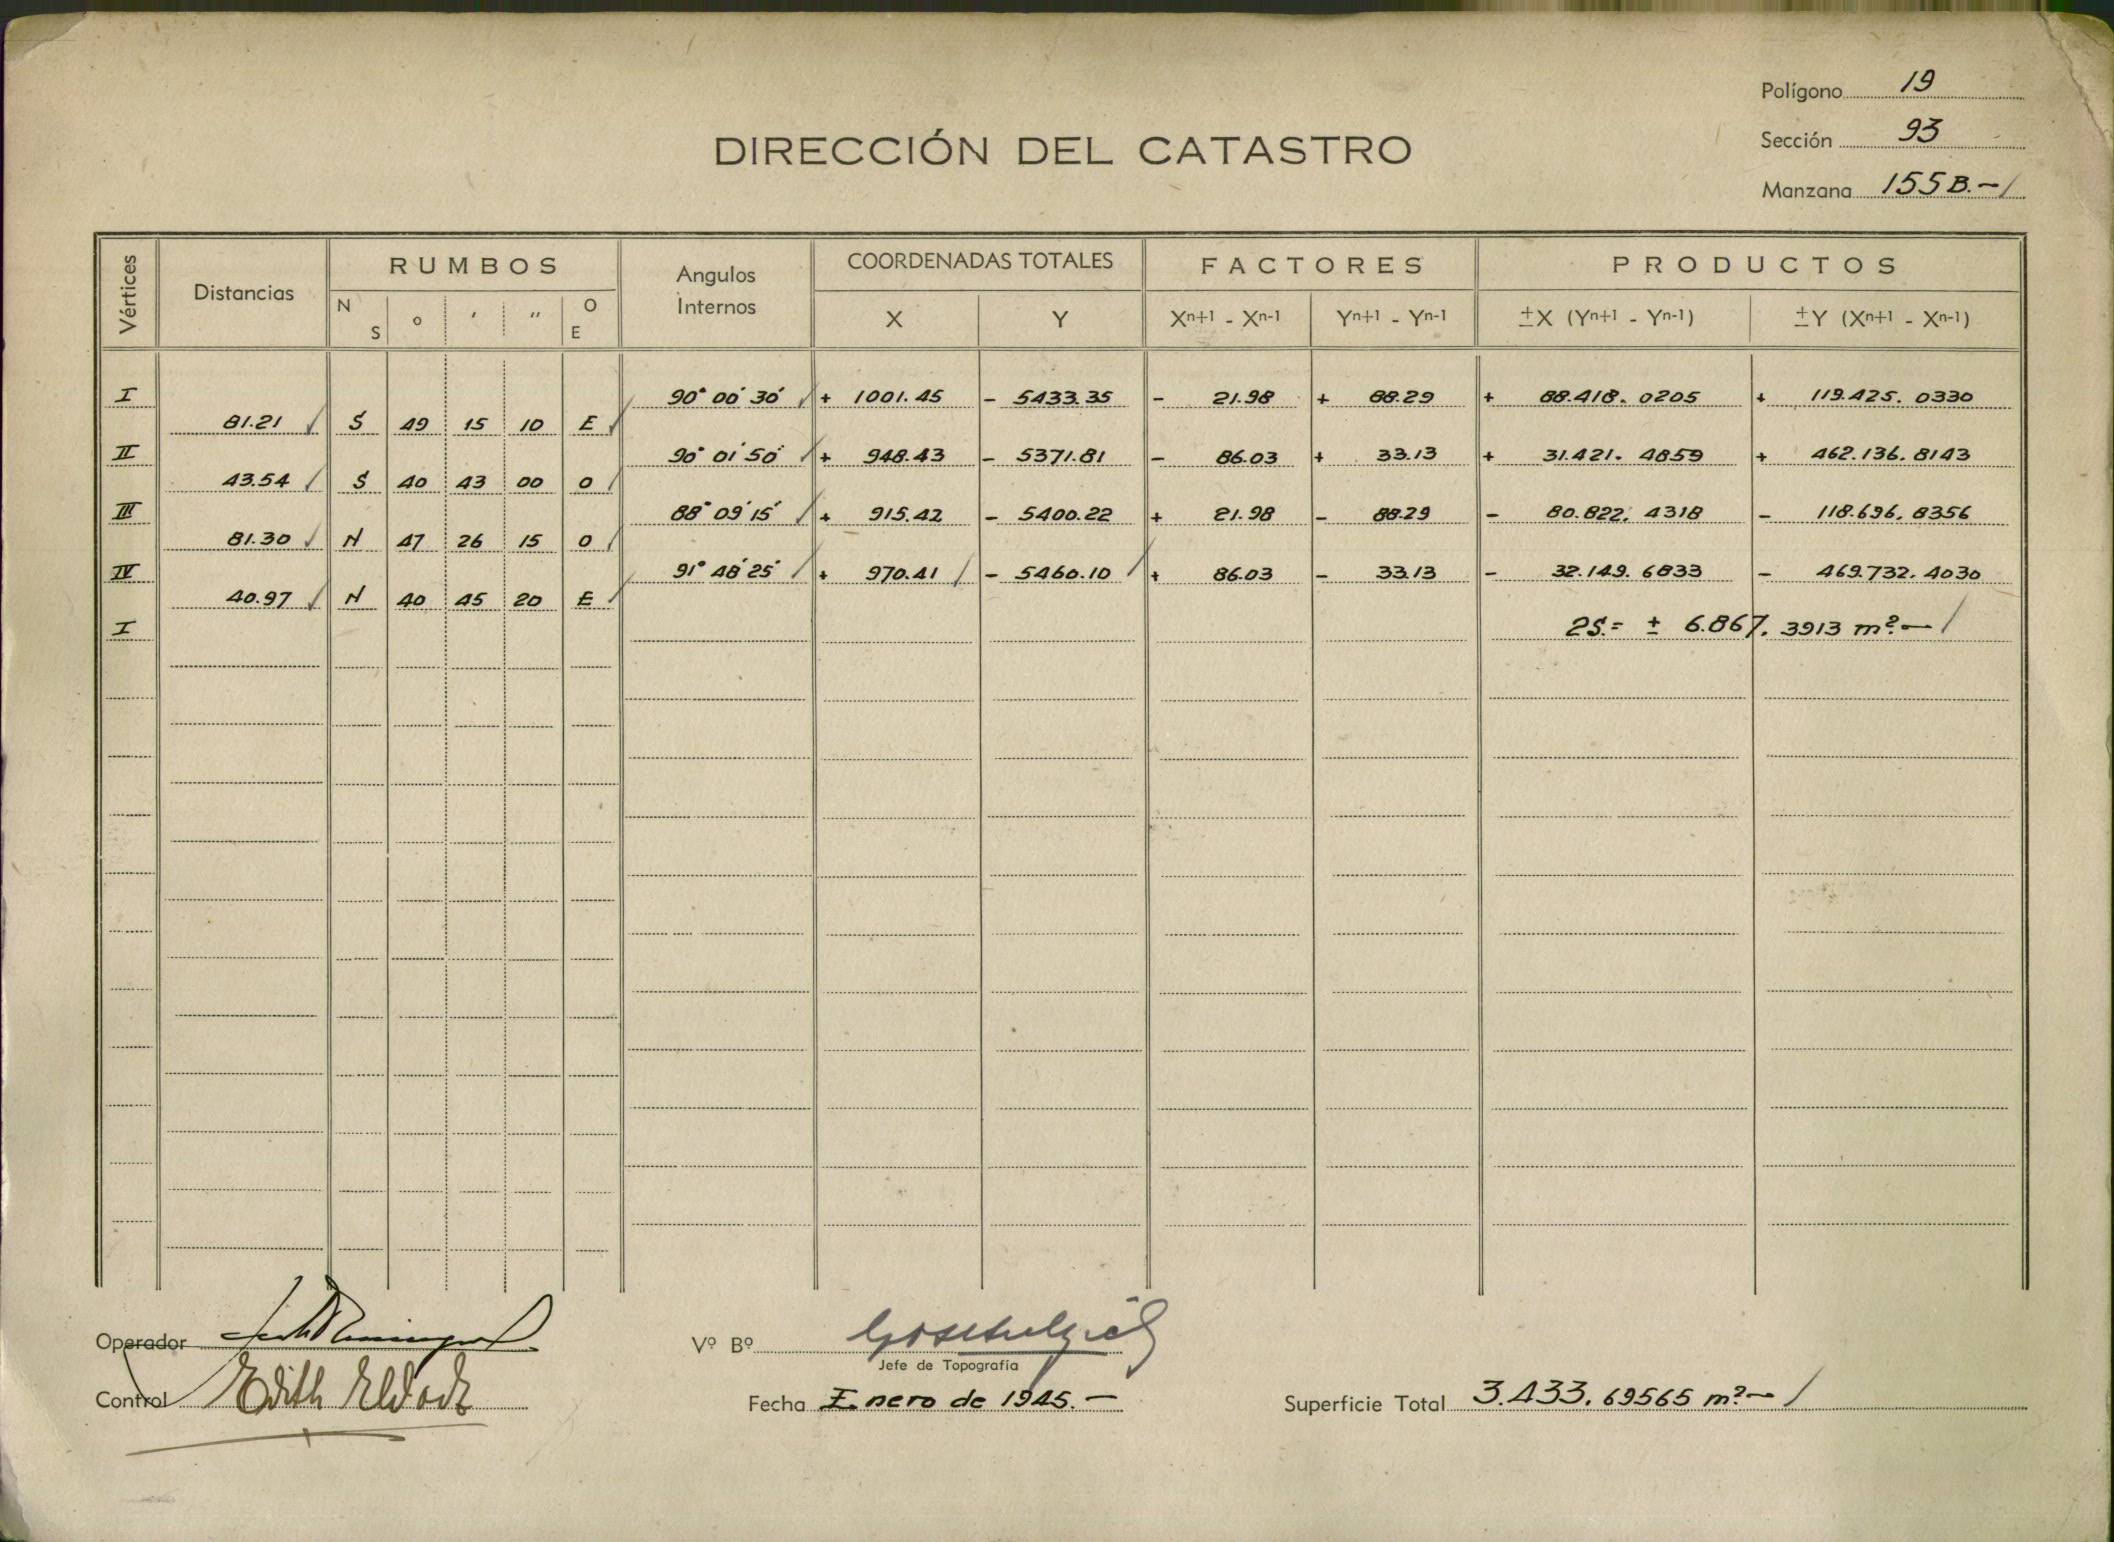 Polígono 19
DIRECCIÓN DEL CATASTRO
Sección 93
Manzana 155 B.-
Vértices Distancias RUMBOS Angulos Internos COORDENADAS TOTALES FACTORES PRODUCTOS
N S ° ' " O E X Y Xn+1 - Xn-1 Yn+1 - Yn-1 ±X (Yn+1 - Yn-1) ±Y (Xn+1 - Xn-1)
I 90° 00' 30" + 1001.45 - 5433.35 - 21.98 + 88.29 + 88.418.0205 + 119.425.0330
81.21 S 49 15 10 E
II 90° 01' 50" + 948.43 - 5371.81 - 86.03 + 33.13 + 31.421.4859 + 462.136.8143
43.54 S 40 43 00 O
III 88° 09' 15" + 915.42 - 5400.22 + 21.98 - 88.29 - 80.822.4318 - 118.696.8356
81.30 N 47 26 15 O
IV 91° 48' 25" + 970.41 - 5460.10 + 86.03 - 33.13 - 32.149.6833 - 469.732.4030
40.97 N 40 45 20 E
I 2S.= ± 6.867.3913 m².-
Operador
Vº Bº
Jefe de Topografía
Control Edith
Fecha Enero de 1945.-
Superficie Total 3.433.69565 m².-